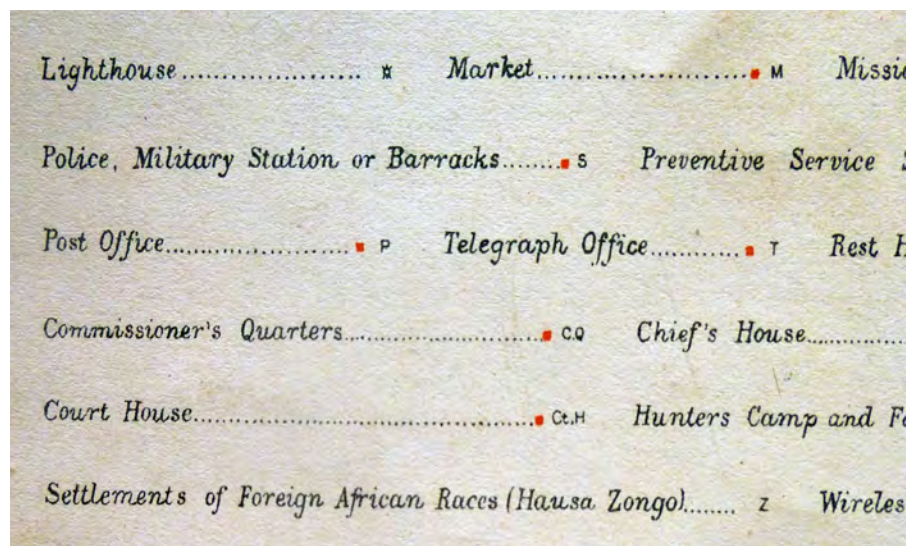 Lighthouse.................... Market........................ M
Police, Military Station or Barracks........ S Preventive Service
Post Office..................... P Telegraph Office............ T Rest
Commissioner's Quarters........................ C.Q Chief's House............
Court House......................................... Ct.H Hunters Camp and
Settlements of Foreign African Races (Hausa Zongo)........ Z